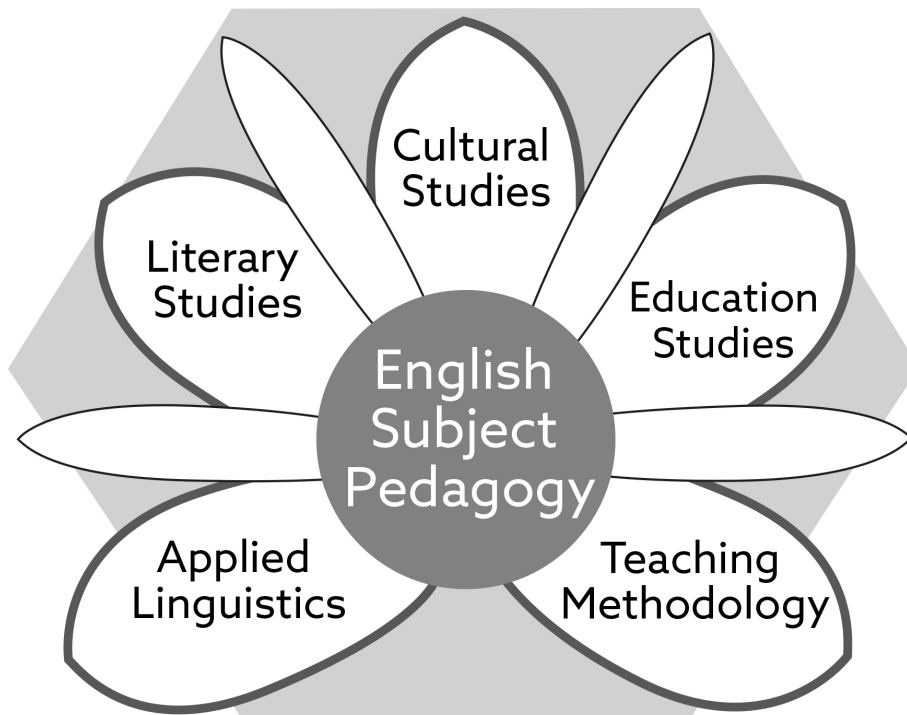 Cultural
Studies
Literary
Studies
Education
Studies
English
Subject
Pedagogy
Applied
Linguistics
Teaching
Methodology